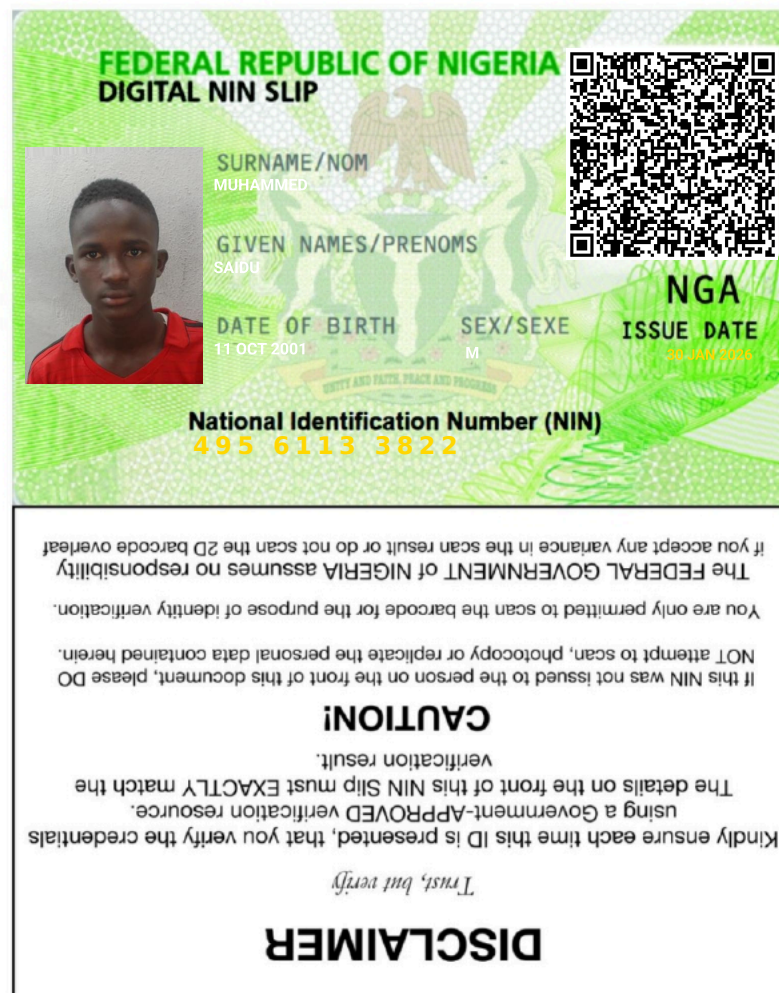 FEDERAL REPUBLIC OF NIGERIA
DIGITAL NIN SLIP
SURNAME/NOM
MUHAMMED
GIVEN NAMES/PRENOMS
SAIDU
DATE OF BIRTH SEX/SEXE
11 OCT 2001 M
NGA
ISSUE DATE
30 JAN 2026
UNITY AND FAITH, PEACE AND PROGRESS
National Identification Number (NIN)
495 6113 3822
DISCLAIMER
Trust, but verify
Kindly ensure each time this ID is presented, that you verify the credentials
using a Government-APPROVED verification resource.
The details on the front of this NIN Slip must EXACTLY match the
verification result.
CAUTION!
If this NIN was not issued to the person on the front of this document, please DO
NOT attempt to scan, photocopy or replicate the personal data contained herein.
You are only permitted to scan the barcode for the purpose of identity verification.
The FEDERAL GOVERNMENT of NIGERIA assumes no responsibility
if you accept any variance in the scan result or do not scan the 2D barcode overleaf